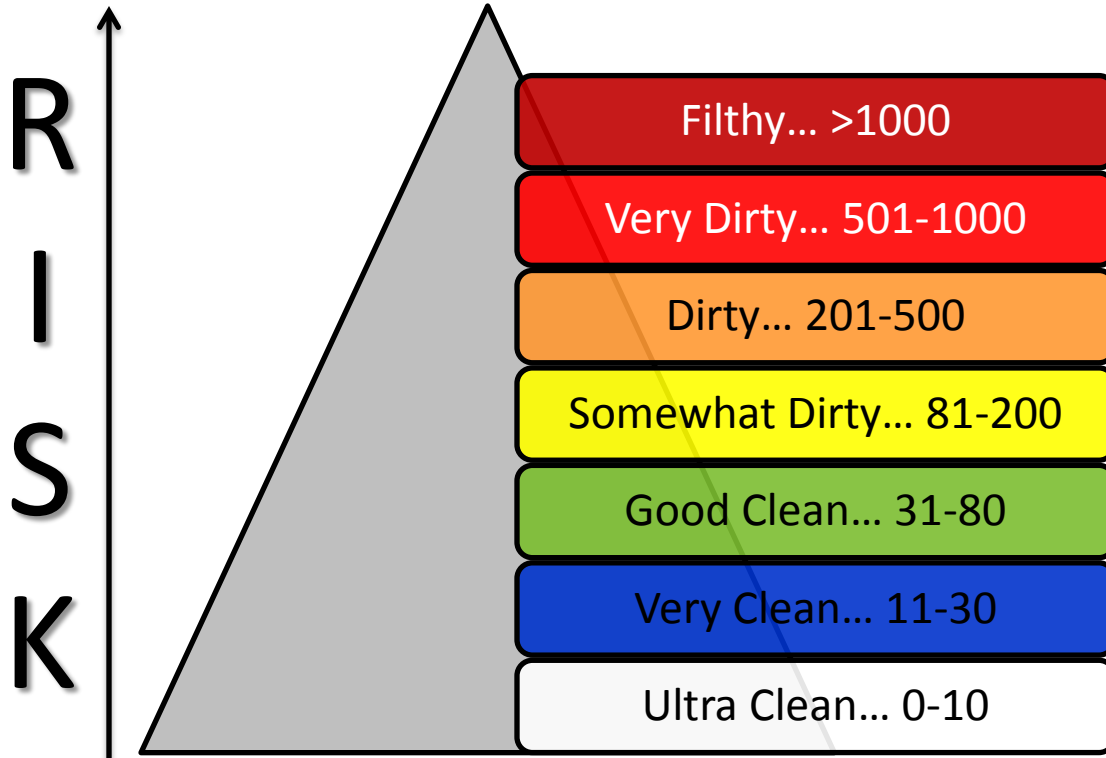 RISK
Filthy… >1000
Very Dirty… 501-1000
Dirty… 201-500
Somewhat Dirty… 81-200
Good Clean… 31-80
Very Clean… 11-30
Ultra Clean… 0-10